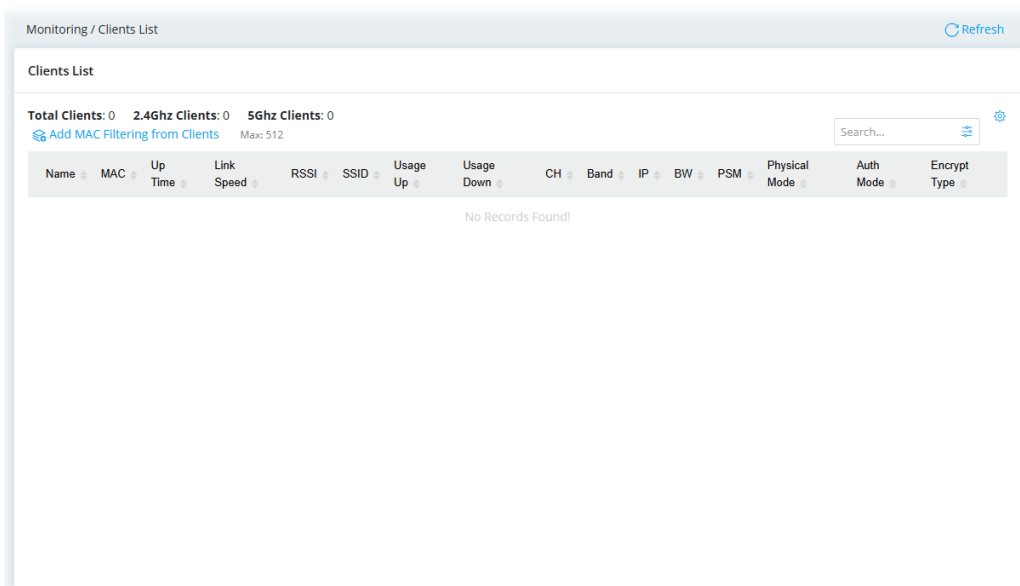 Monitoring / Clients List
Refresh
Clients List
Total Clients: 0 2.4Ghz Clients: 0 5Ghz Clients: 0
Add MAC Filtering from Clients Max: 512
Search...
Name MAC Up Time Link Speed RSSI SSID Usage Up Usage Down CH Band IP BW PSM Physical Mode Auth Mode Encrypt Type
No Records Found!